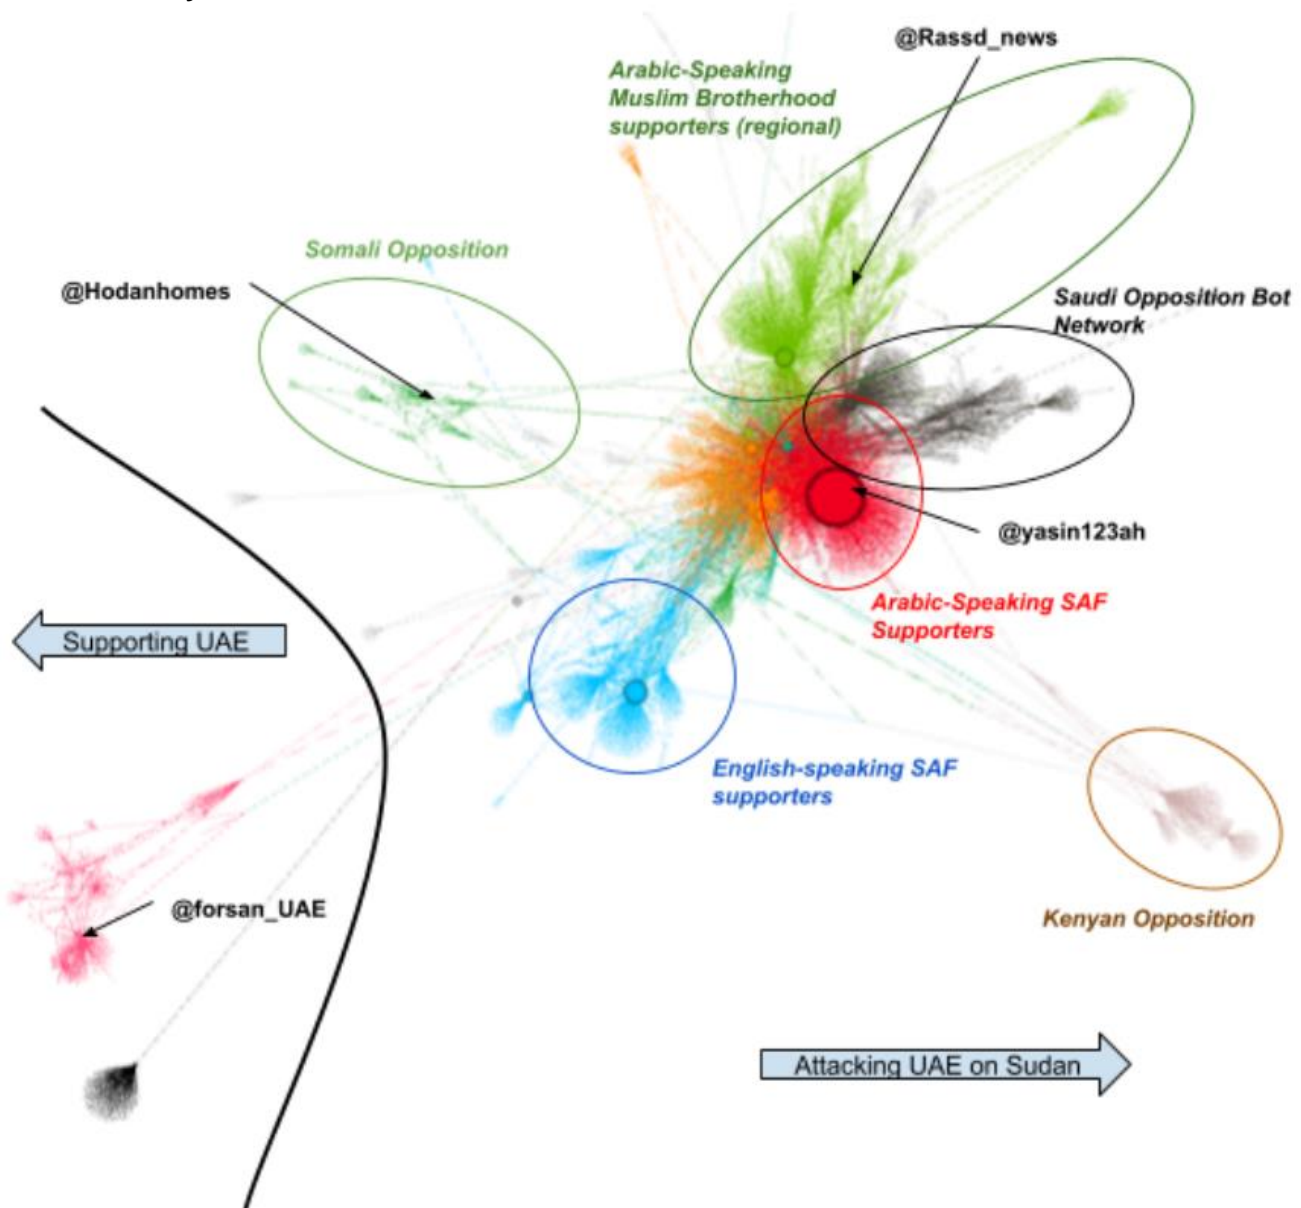 @Rassd_news
Arabic-Speaking
Muslim Brotherhood
supporters (regional)
Somali Opposition
@Hodanhomes
Saudi Opposition Bot
Network
@yasin123ah
Arabic-Speaking SAF
Supporters
Supporting UAE
English-speaking SAF
supporters
@forsan_UAE
Kenyan Opposition
Attacking UAE on Sudan